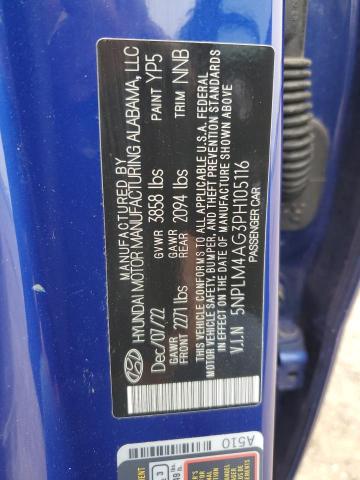 MANUFACTURED BY
HYUNDAI MOTOR MANUFACTURING ALABAMA, LLC
Dec/07/22 GVWR 3858 lbs PAINT YP5
GAWR FRONT 2271 lbs GAWR REAR 2094 lbs TRIM NNB
THIS VEHICLE CONFORMS TO ALL APPLICABLE U.S.A. FEDERAL
MOTOR VEHICLE SAFETY BUMPER, AND THEFT PREVENTION STANDARDS
IN EFFECT ON THE DATE OF MANUFACTURE SHOWN ABOVE
V.I.N 5NPLM4AG3PH105116
PASSENGER CAR
A510